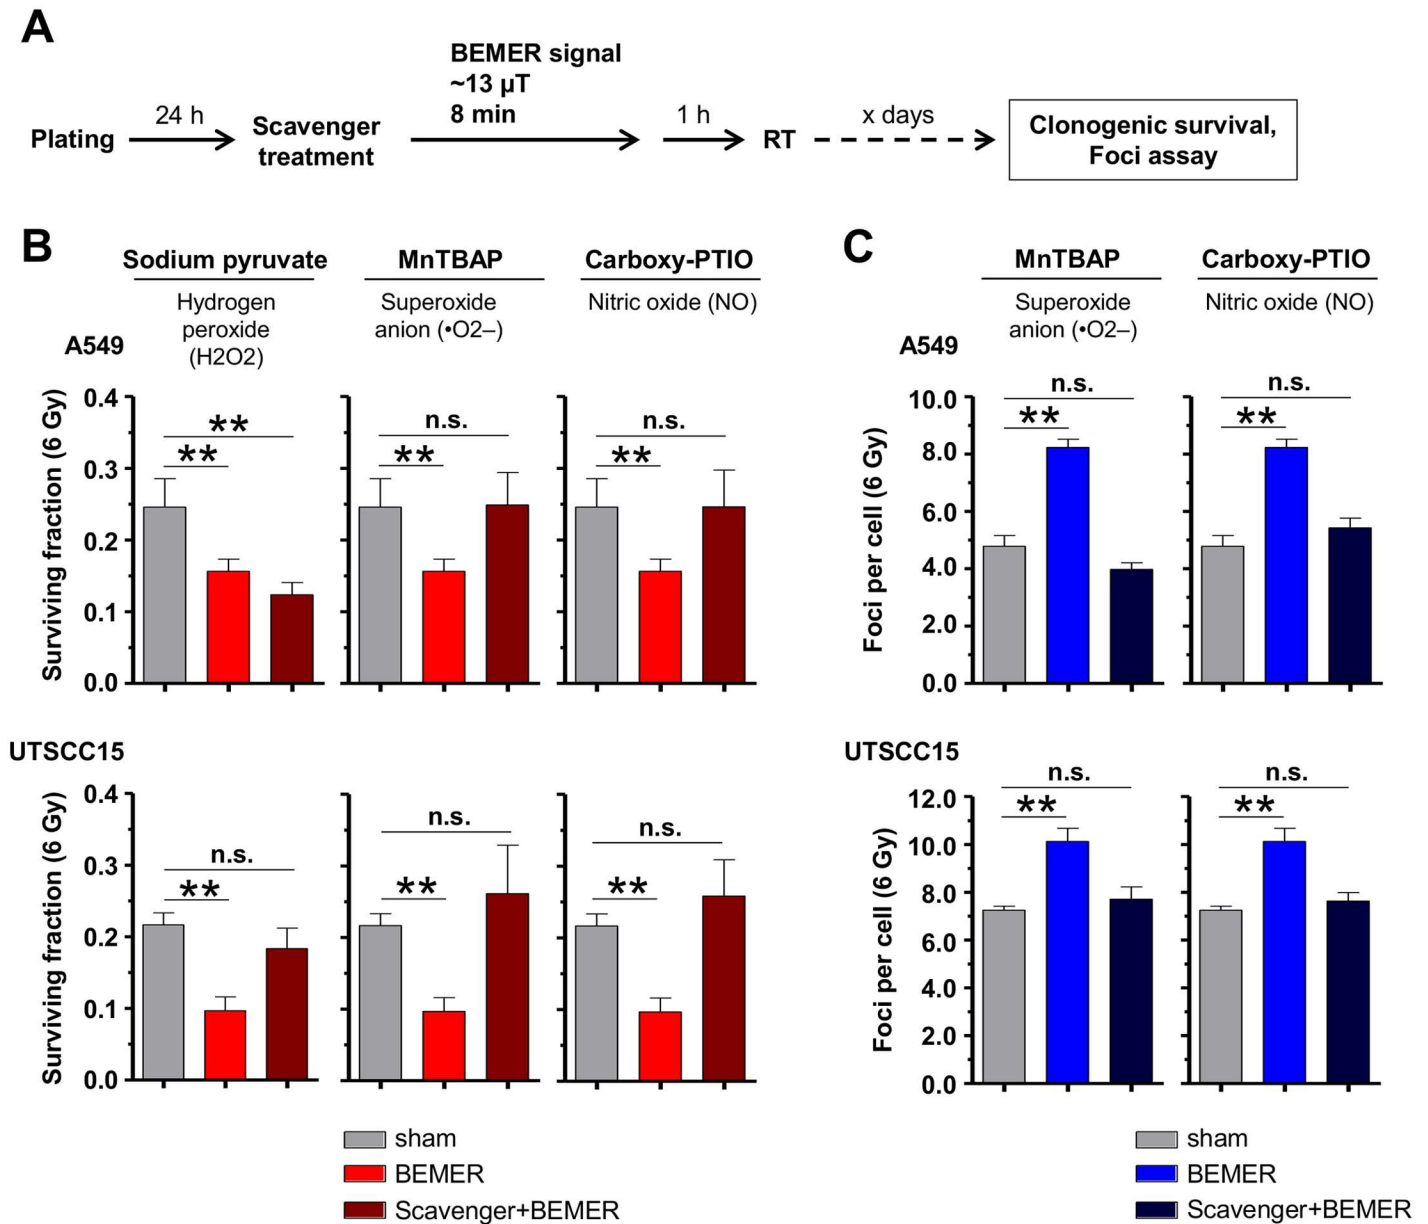 A
Plating
24 h
Scavenger
treatment
BEMER signal
~13 µT
8 min
1 h
RT
x days
Clonogenic survival,
Foci assay
B
Sodium pyruvate
Hydrogen
peroxide
(H2O2)
MnTBAP
Superoxide
anion (•O2–)
Carboxy-PTIO
Nitric oxide (NO)
A549
Surviving fraction (6 Gy)
0.4
0.3
0.2
0.1
0.0
**
**
n.s.
**
n.s.
**
UTSCC15
Surviving fraction (6 Gy)
0.4
0.3
0.2
0.1
0.0
n.s.
**
n.s.
**
n.s.
**
sham
BEMER
Scavenger+BEMER
C
MnTBAP
Superoxide
anion (•O2–)
Carboxy-PTIO
Nitric oxide (NO)
A549
Foci per cell (6 Gy)
10.0
8.0
6.0
4.0
2.0
0.0
n.s.
**
n.s.
**
UTSCC15
Foci per cell (6 Gy)
12.0
10.0
8.0
6.0
4.0
2.0
0.0
n.s.
**
n.s.
**
sham
BEMER
Scavenger+BEMER